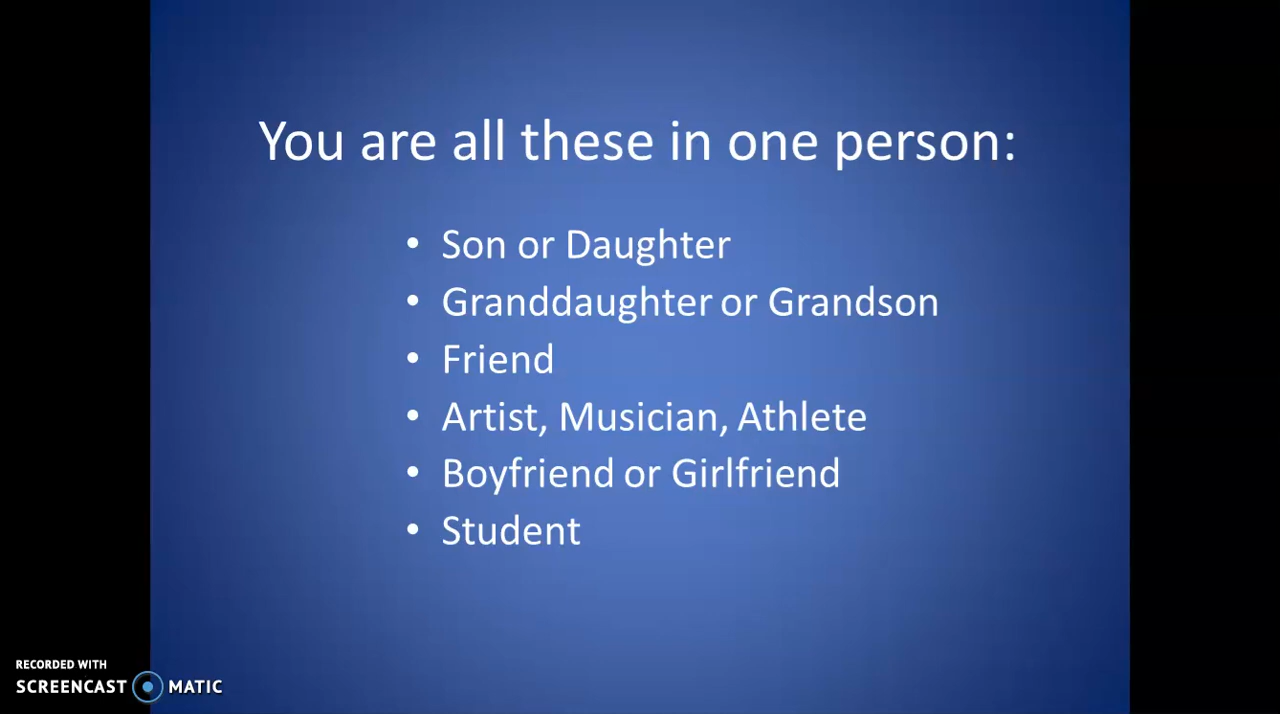 You are all these in one person:
• Son or Daughter
• Granddaughter or Grandson
• Friend
• Artist, Musician, Athlete
• Boyfriend or Girlfriend
• Student
RECORDED WITH
SCREENCAST MATIC